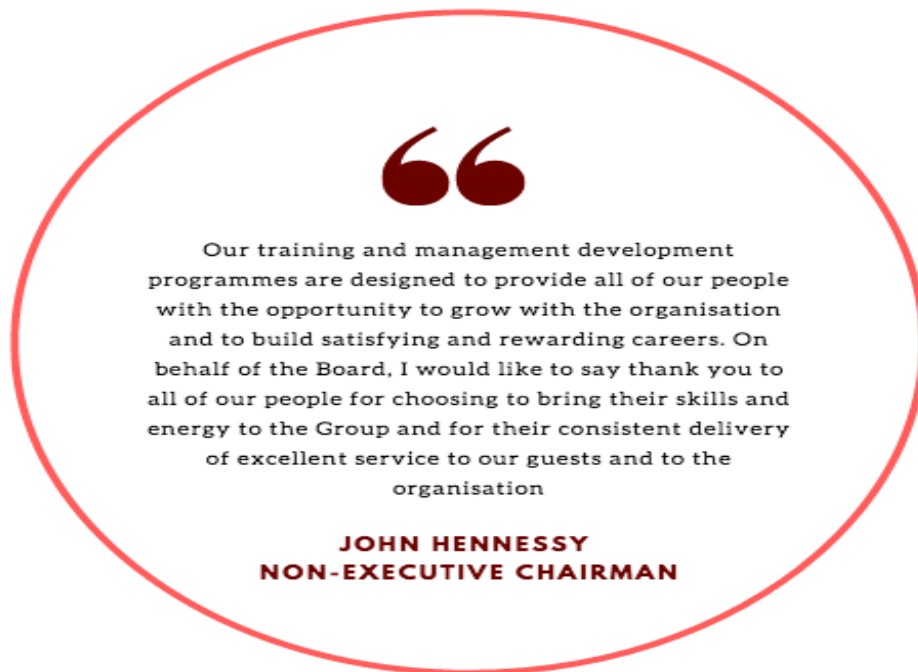 “
Our training and management development
programmes are designed to provide all of our people
with the opportunity to grow with the organisation
and to build satisfying and rewarding careers. On
behalf of the Board, I would like to say thank you to
all of our people for choosing to bring their skills and
energy to the Group and for their consistent delivery
of excellent service to our guests and to the
organisation
JOHN HENNESSY
NON-EXECUTIVE CHAIRMAN